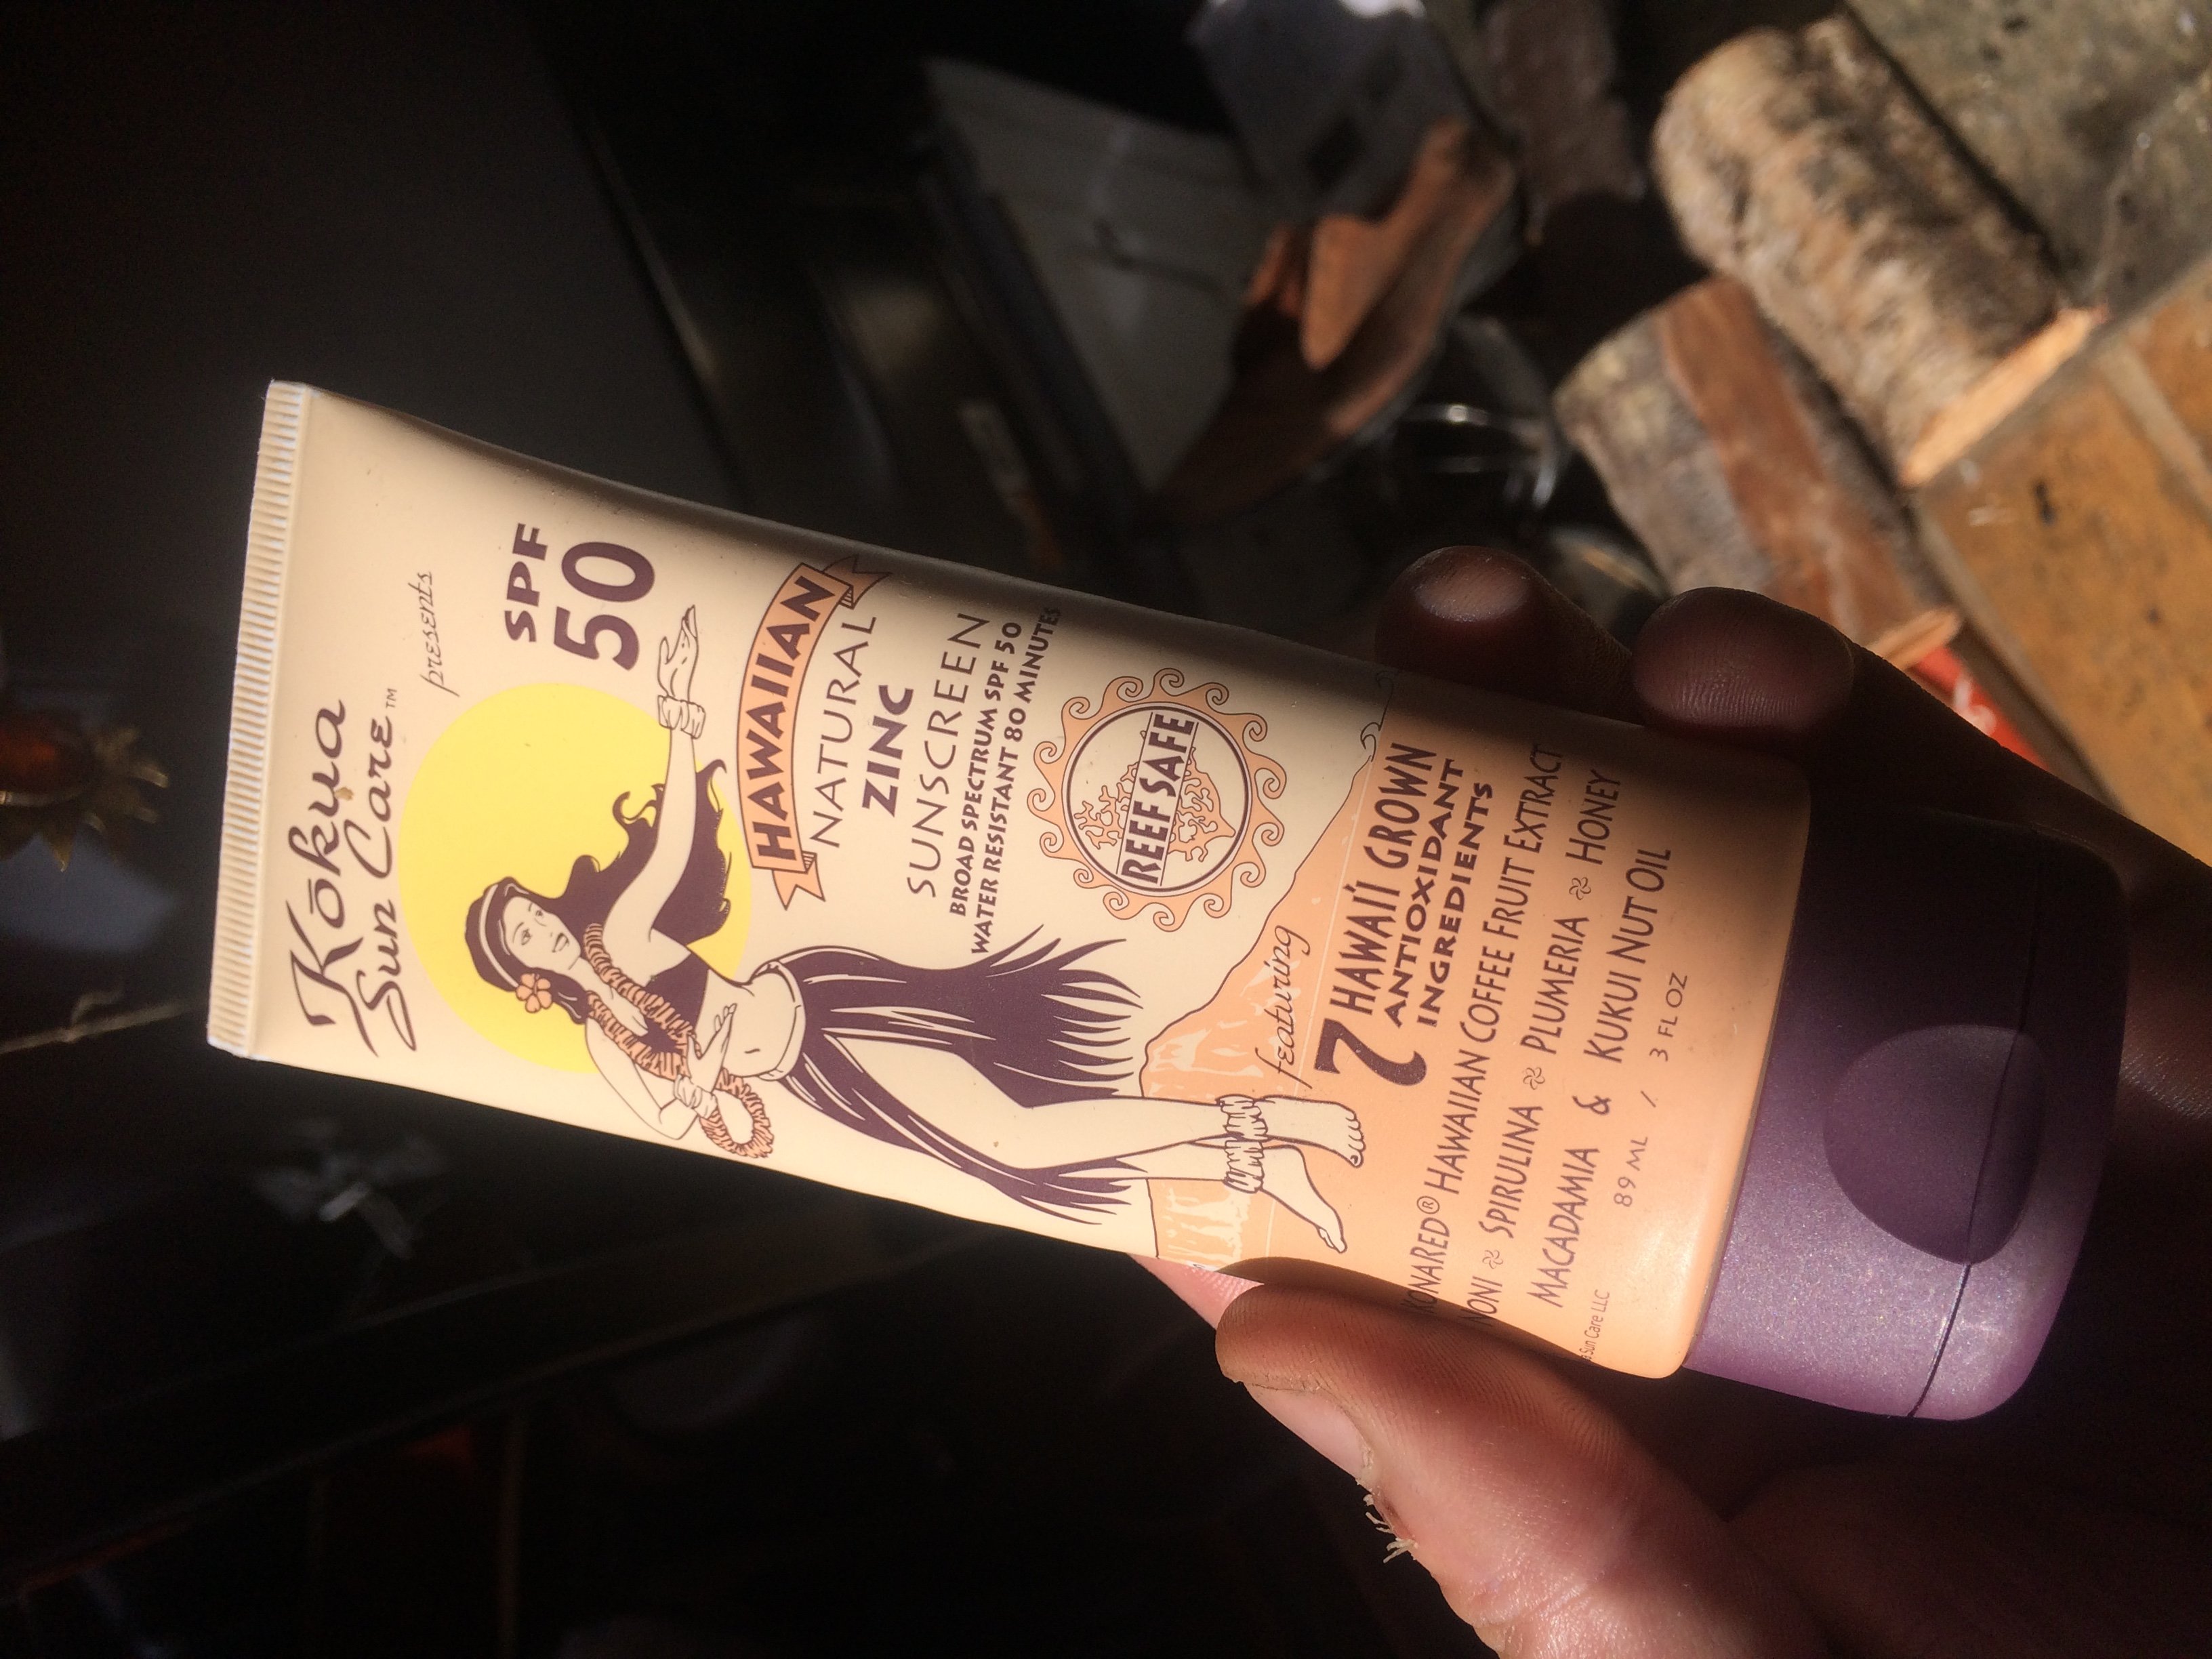 Kōkua
Sun Care™
presents
SPF
50
HAWAIIAN
NATURAL
ZINC
SUNSCREEN
BROAD SPECTRUM SPF 50
WATER RESISTANT 80 MINUTES
REEF SAFE
featuring
7 HAWAI'I GROWN
ANTIOXIDANT
INGREDIENTS
KONARED® HAWAIIAN COFFEE FRUIT EXTRACT
NONI SPIRULINA PLUMERIA HONEY
MACADAMIA & KUKUI NUT OIL
89 ML / 3 FL OZ
Sun Care LLC